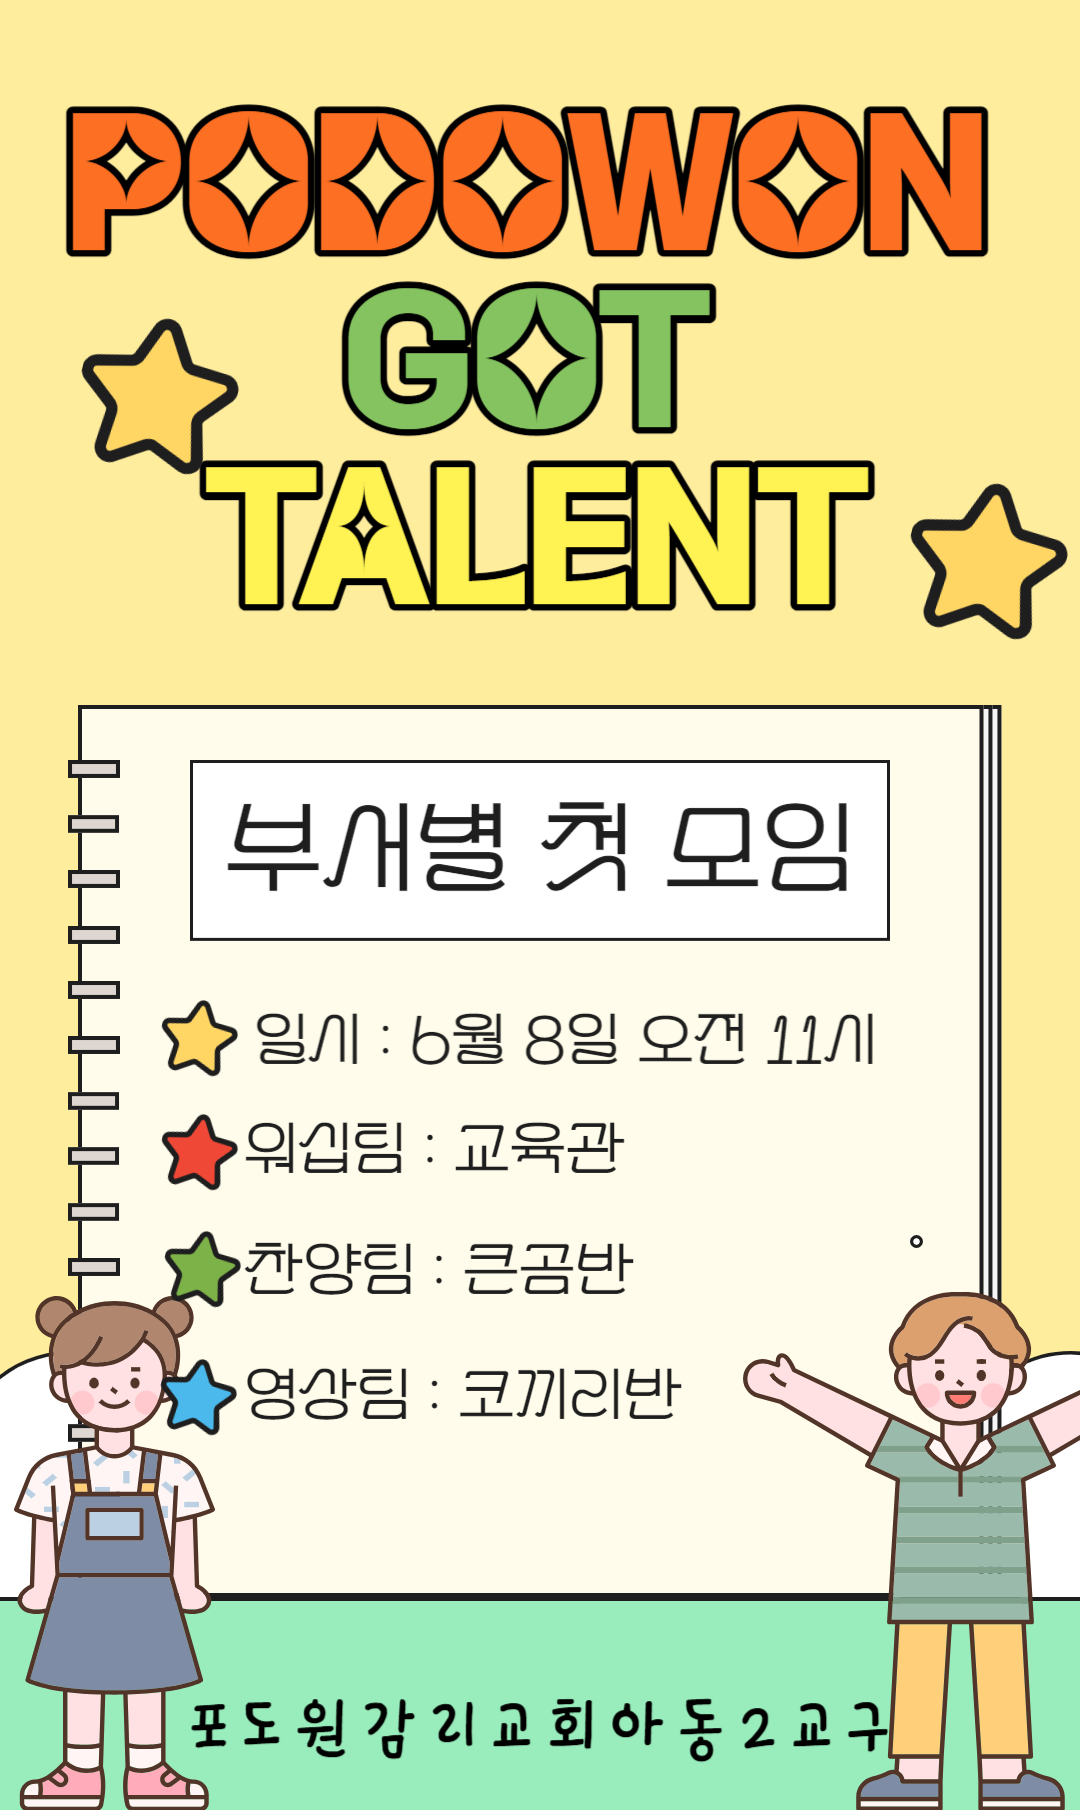 PODOWON
GOT
TALENT
부서별 첫 모임
일시 : 6월 8일 오전 11시
워십팀 : 교육관
찬양팀 : 큰곰반
영상팀 : 코끼리반
포도원감리교회아동2교구